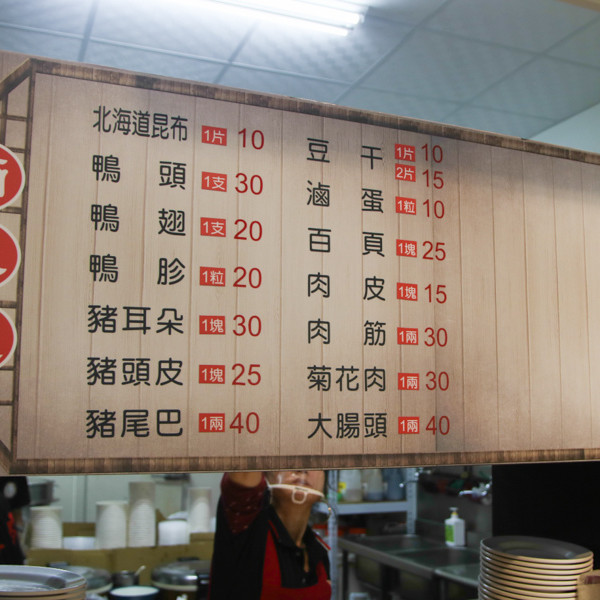 北海道昆布 1片 10
鴨頭 1支 30
鴨翅 1支 20
鴨胗 1粒 20
豬耳朵 1塊 30
豬頭皮 1塊 25
豬尾巴 1兩 40
豆干 1片 10
2片 15
滷蛋 1粒 10
百頁 1塊 25
肉皮 1塊 15
肉筋 1兩 30
菊花肉 1兩 30
大腸頭 1兩 40